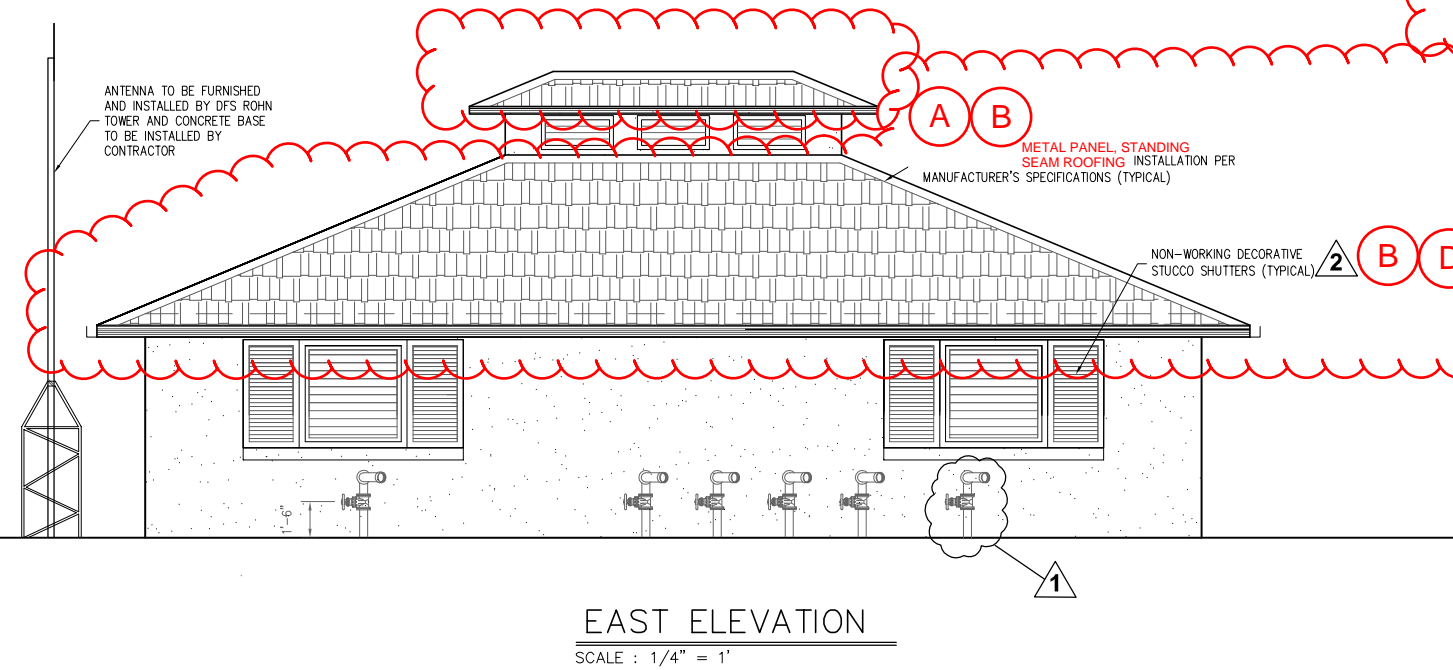 ANTENNA TO BE FURNISHED
AND INSTALLED BY DFS ROHN
TOWER AND CONCRETE BASE
TO BE INSTALLED BY
CONTRACTOR
A B
METAL PANEL, STANDING
SEAM ROOFING INSTALLATION PER
MANUFACTURER'S SPECIFICATIONS (TYPICAL)
NON-WORKING DECORATIVE
STUCCO SHUTTERS (TYPICAL)
2 B D
1'-6"
1
EAST ELEVATION
SCALE : 1/4" = 1'